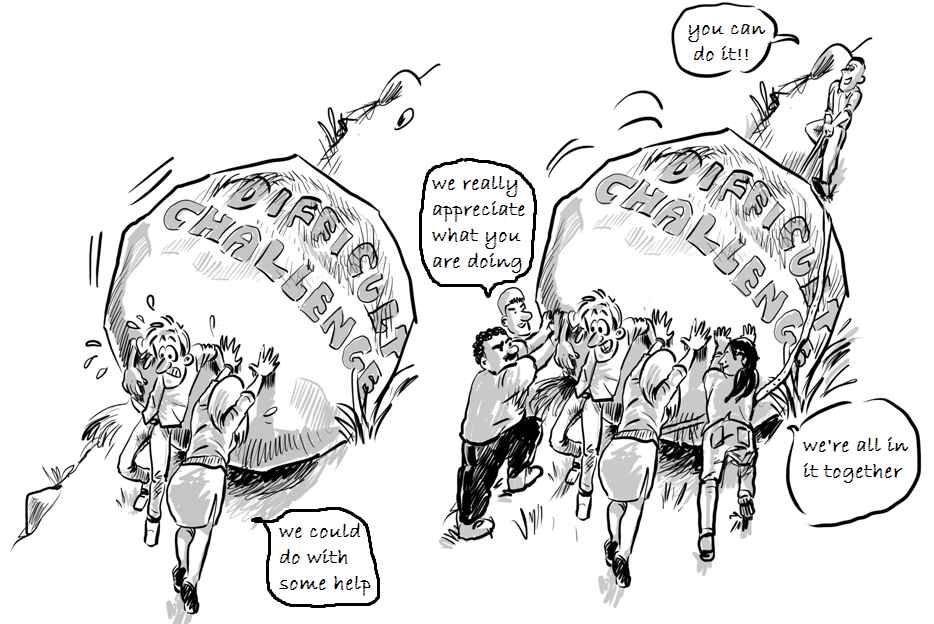 DIFFICULT
CHALLENGE
we could
do with
some help
you can
do it!!
we really
appreciate
what you
are doing
DIFFICULT
CHALLENGE
we're all in
it together